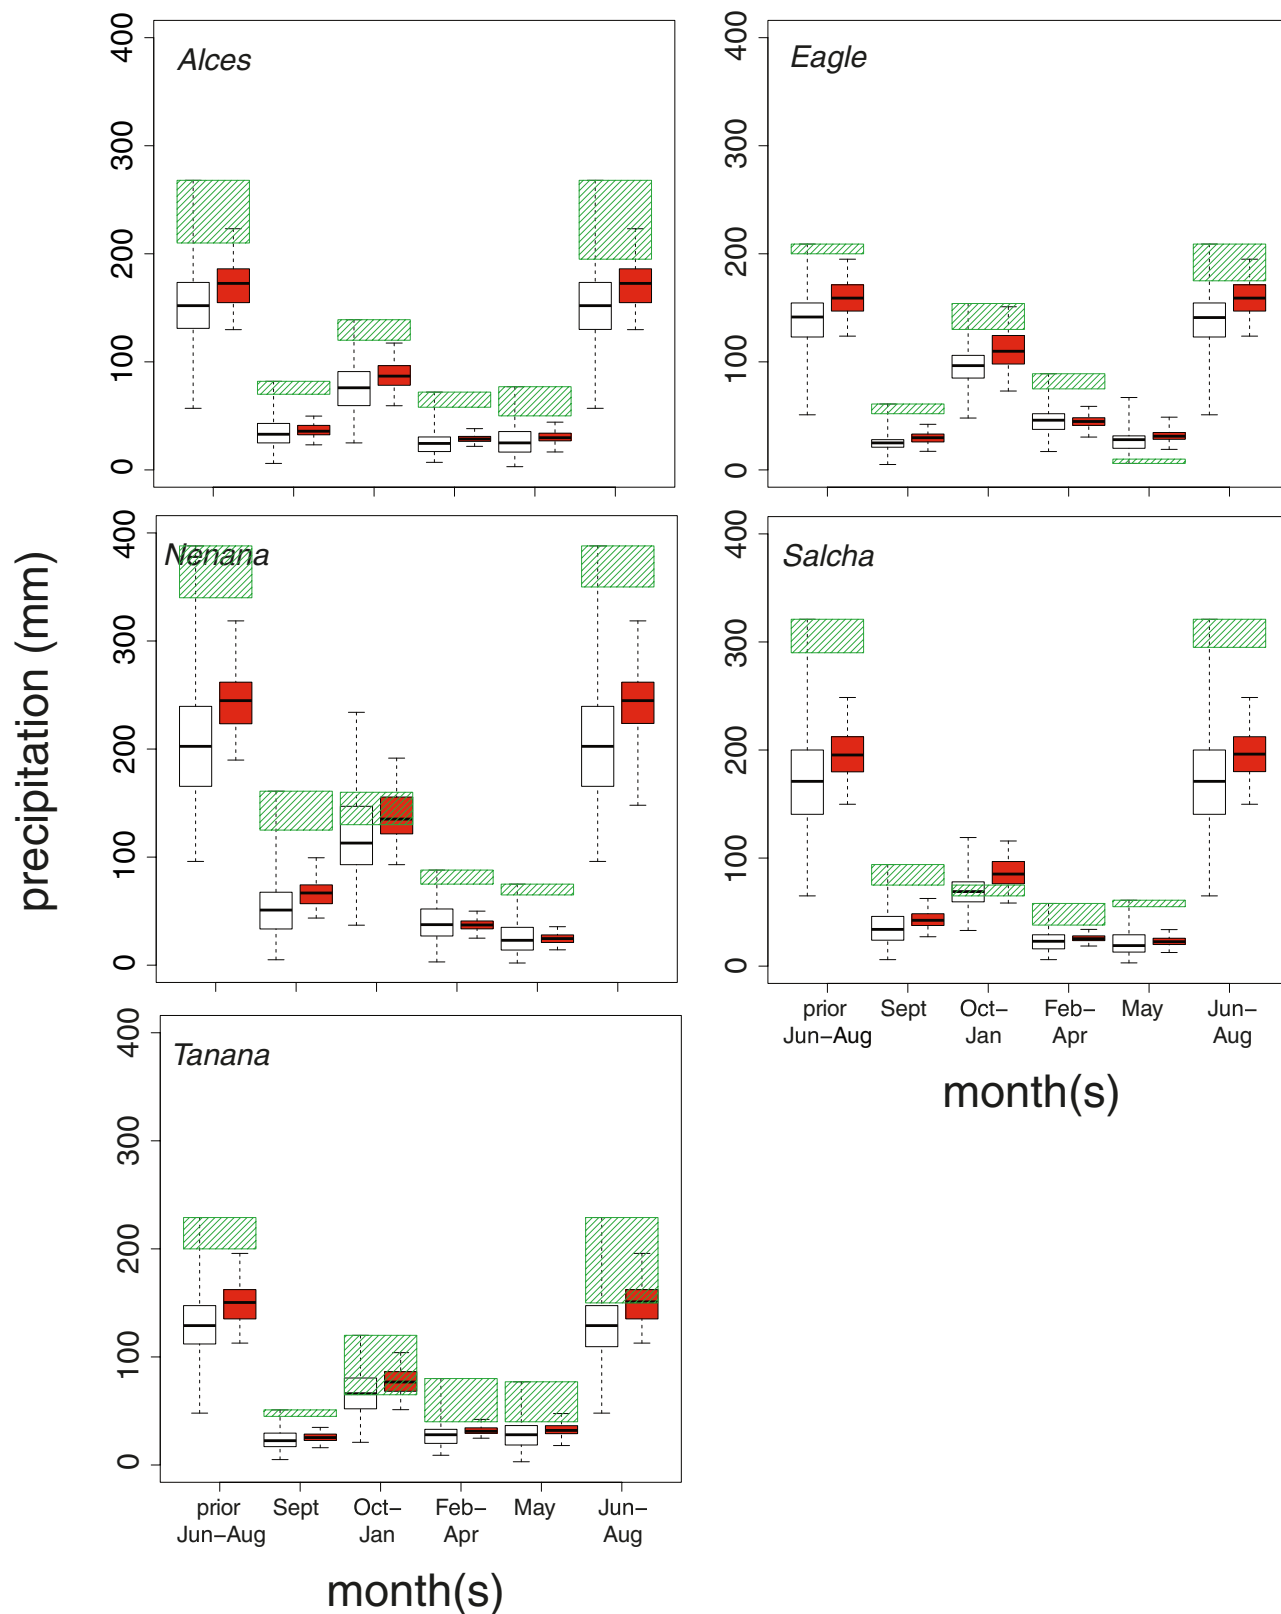 precipitation (mm)
Alces
400
300
200
100
0
Eagle
400
300
200
100
0
Nenana
400
300
200
100
0
Salcha
400
300
200
100
0
prior
Jun–Aug
Sept
Oct–
Jan
Feb–
Apr
May
Jun–
Aug
month(s)
Tanana
400
300
200
100
0
prior
Jun–Aug
Sept
Oct–
Jan
Feb–
Apr
May
Jun–
Aug
month(s)